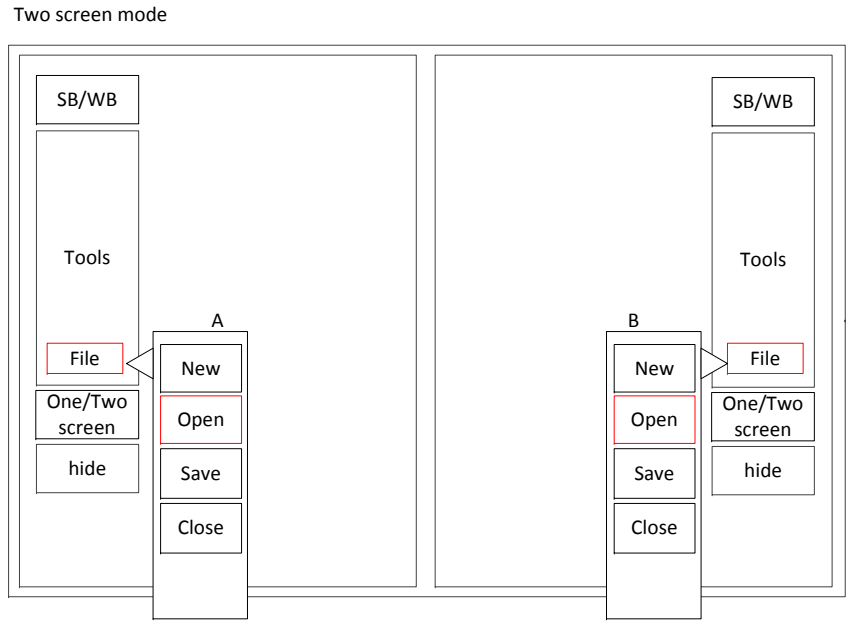 Two screen mode
SB/WB
Tools
File
One/Two
screen
hide
A
New
Open
Save
Close
B
New
Open
Save
Close
SB/WB
Tools
File
One/Two
screen
hide